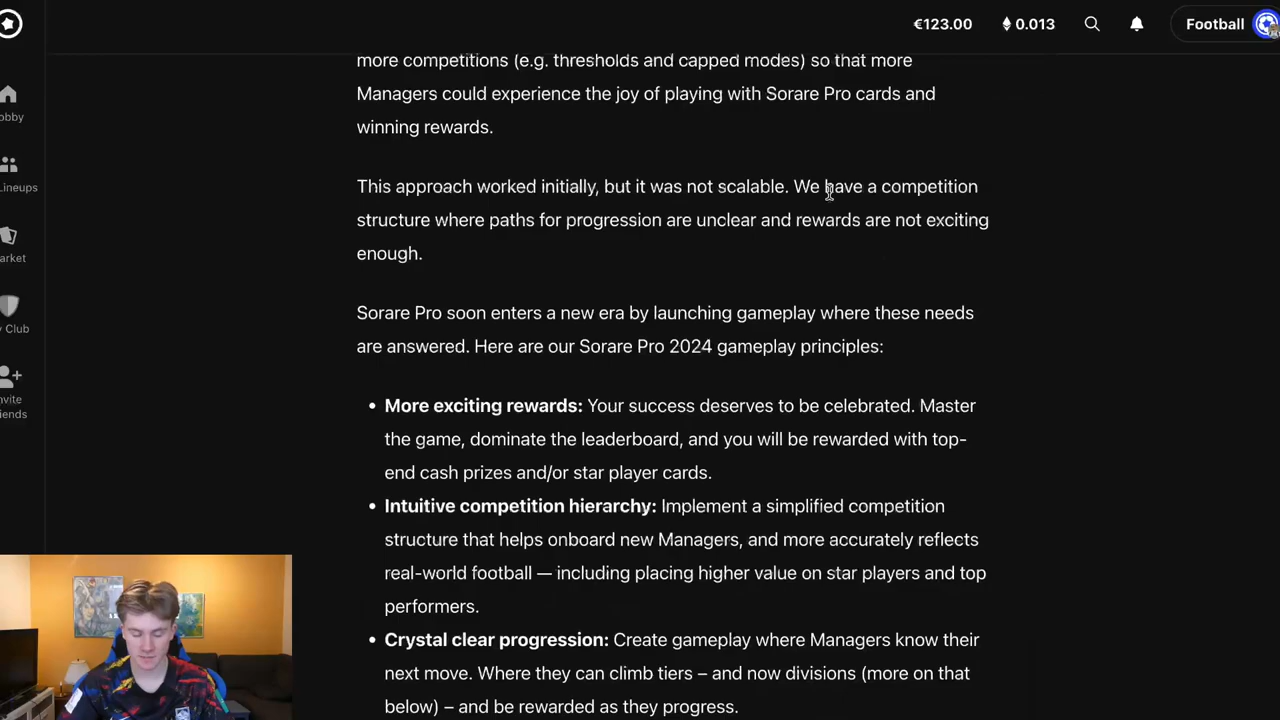 €123.00
0.013
Football
obby
Lineups
arket
y Club
nvite
iends
more competitions (e.g. thresholds and capped modes) so that more
Managers could experience the joy of playing with Sorare Pro cards and
winning rewards.
This approach worked initially, but it was not scalable. We have a competition
structure where paths for progression are unclear and rewards are not exciting
enough.
Sorare Pro soon enters a new era by launching gameplay where these needs
are answered. Here are our Sorare Pro 2024 gameplay principles:
• More exciting rewards: Your success deserves to be celebrated. Master
the game, dominate the leaderboard, and you will be rewarded with top-
end cash prizes and/or star player cards.
• Intuitive competition hierarchy: Implement a simplified competition
structure that helps onboard new Managers, and more accurately reflects
real-world football — including placing higher value on star players and top
performers.
• Crystal clear progression: Create gameplay where Managers know their
next move. Where they can climb tiers – and now divisions (more on that
below) – and be rewarded as they progress.